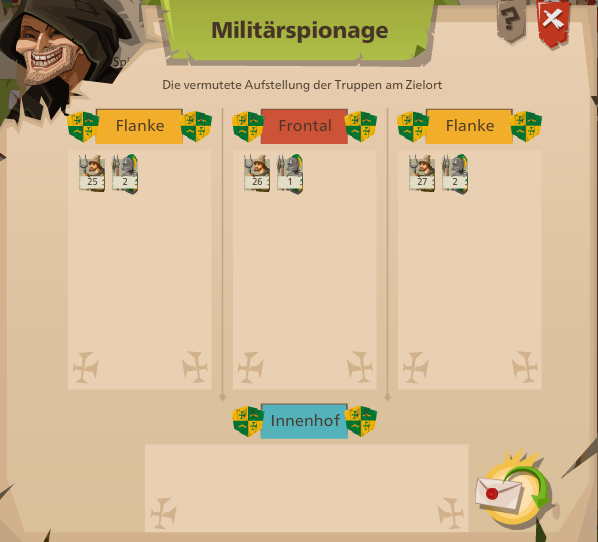 Militärspionage
Die vermutete Aufstellung der Truppen am Zielort
Flanke Frontal Flanke
25 2 26 1 27 2
Innenhof